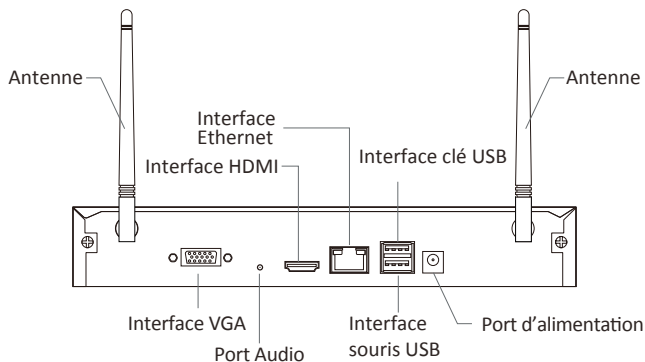 Antenne
Antenne
Interface
Ethernet
Interface clé USB
Interface HDMI
Interface VGA
Interface
souris USB
Port d'alimentation
Port Audio